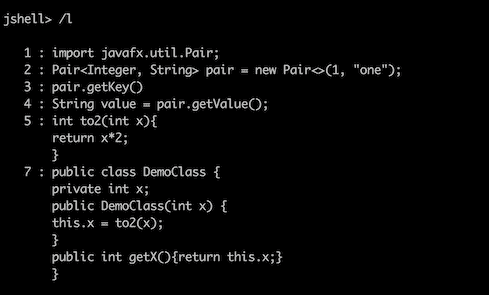 jshell> /l
1 : import javafx.util.Pair;
2 : Pair<Integer, String> pair = new Pair<>(1, "one");
3 : pair.getKey()
4 : String value = pair.getValue();
5 : int to2(int x){
return x*2;
}
7 : public class DemoClass {
private int x;
public DemoClass(int x) {
this.x = to2(x);
}
public int getX(){return this.x;}
}